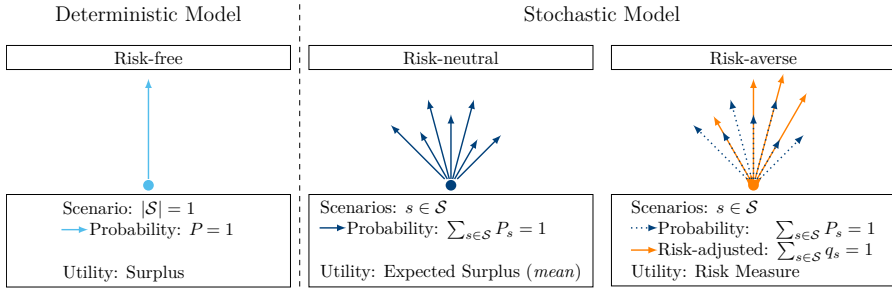 Deterministic Model
Stochastic Model
Risk-free
Risk-neutral
Risk-averse
Scenario: |𝒮| = 1
Probability: P = 1
Utility: Surplus
Scenarios: s ∈ 𝒮
Probability: ∑_{s∈𝒮} P_s = 1
Utility: Expected Surplus (mean)
Scenarios: s ∈ 𝒮
Probability: ∑_{s∈𝒮} P_s = 1
Risk-adjusted: ∑_{s∈𝒮} q_s = 1
Utility: Risk Measure